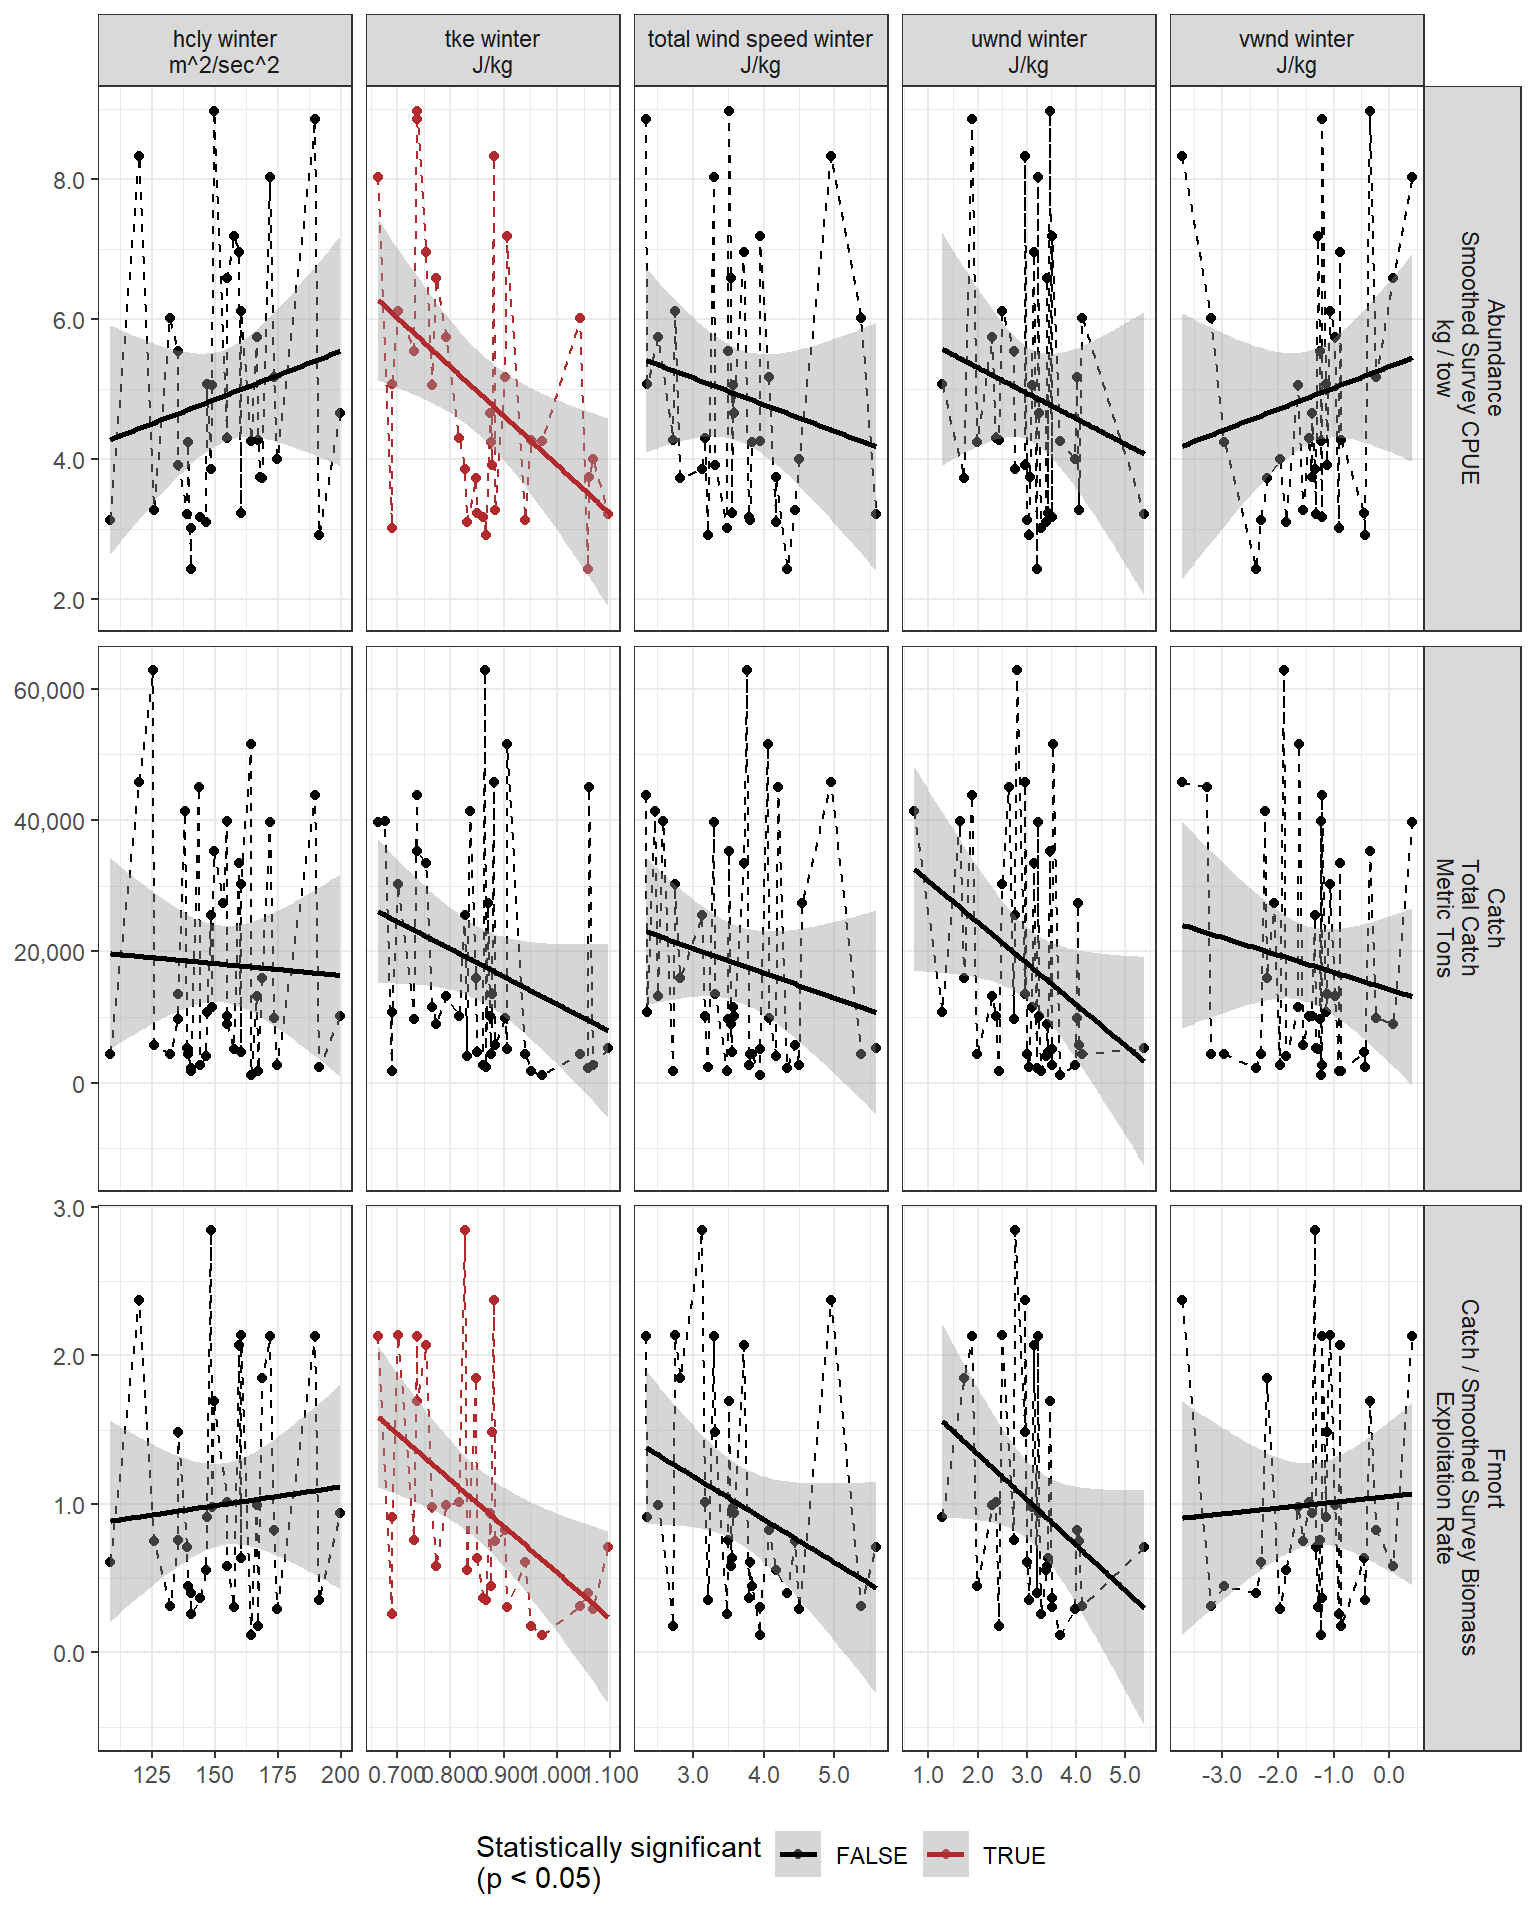 hcly winter
m^2/sec^2
tke winter
J/kg
total wind speed winter
J/kg
uwnd winter
J/kg
vwnd winter
J/kg
8.0
6.0
4.0
2.0
Abundance
Smoothed Survey CPUE
kg / tow
60,000
40,000
20,000
0
Catch
Total Catch
Metric Tons
3.0
2.0
1.0
0.0
Fmort
Catch / Smoothed Survey Biomass
Exploitation Rate
125 150 175 200
0.700 0.800 0.900 1.000 1.100
3.0 4.0 5.0
1.0 2.0 3.0 4.0 5.0
-3.0 -2.0 -1.0 0.0
Statistically significant
(p < 0.05)
FALSE
TRUE